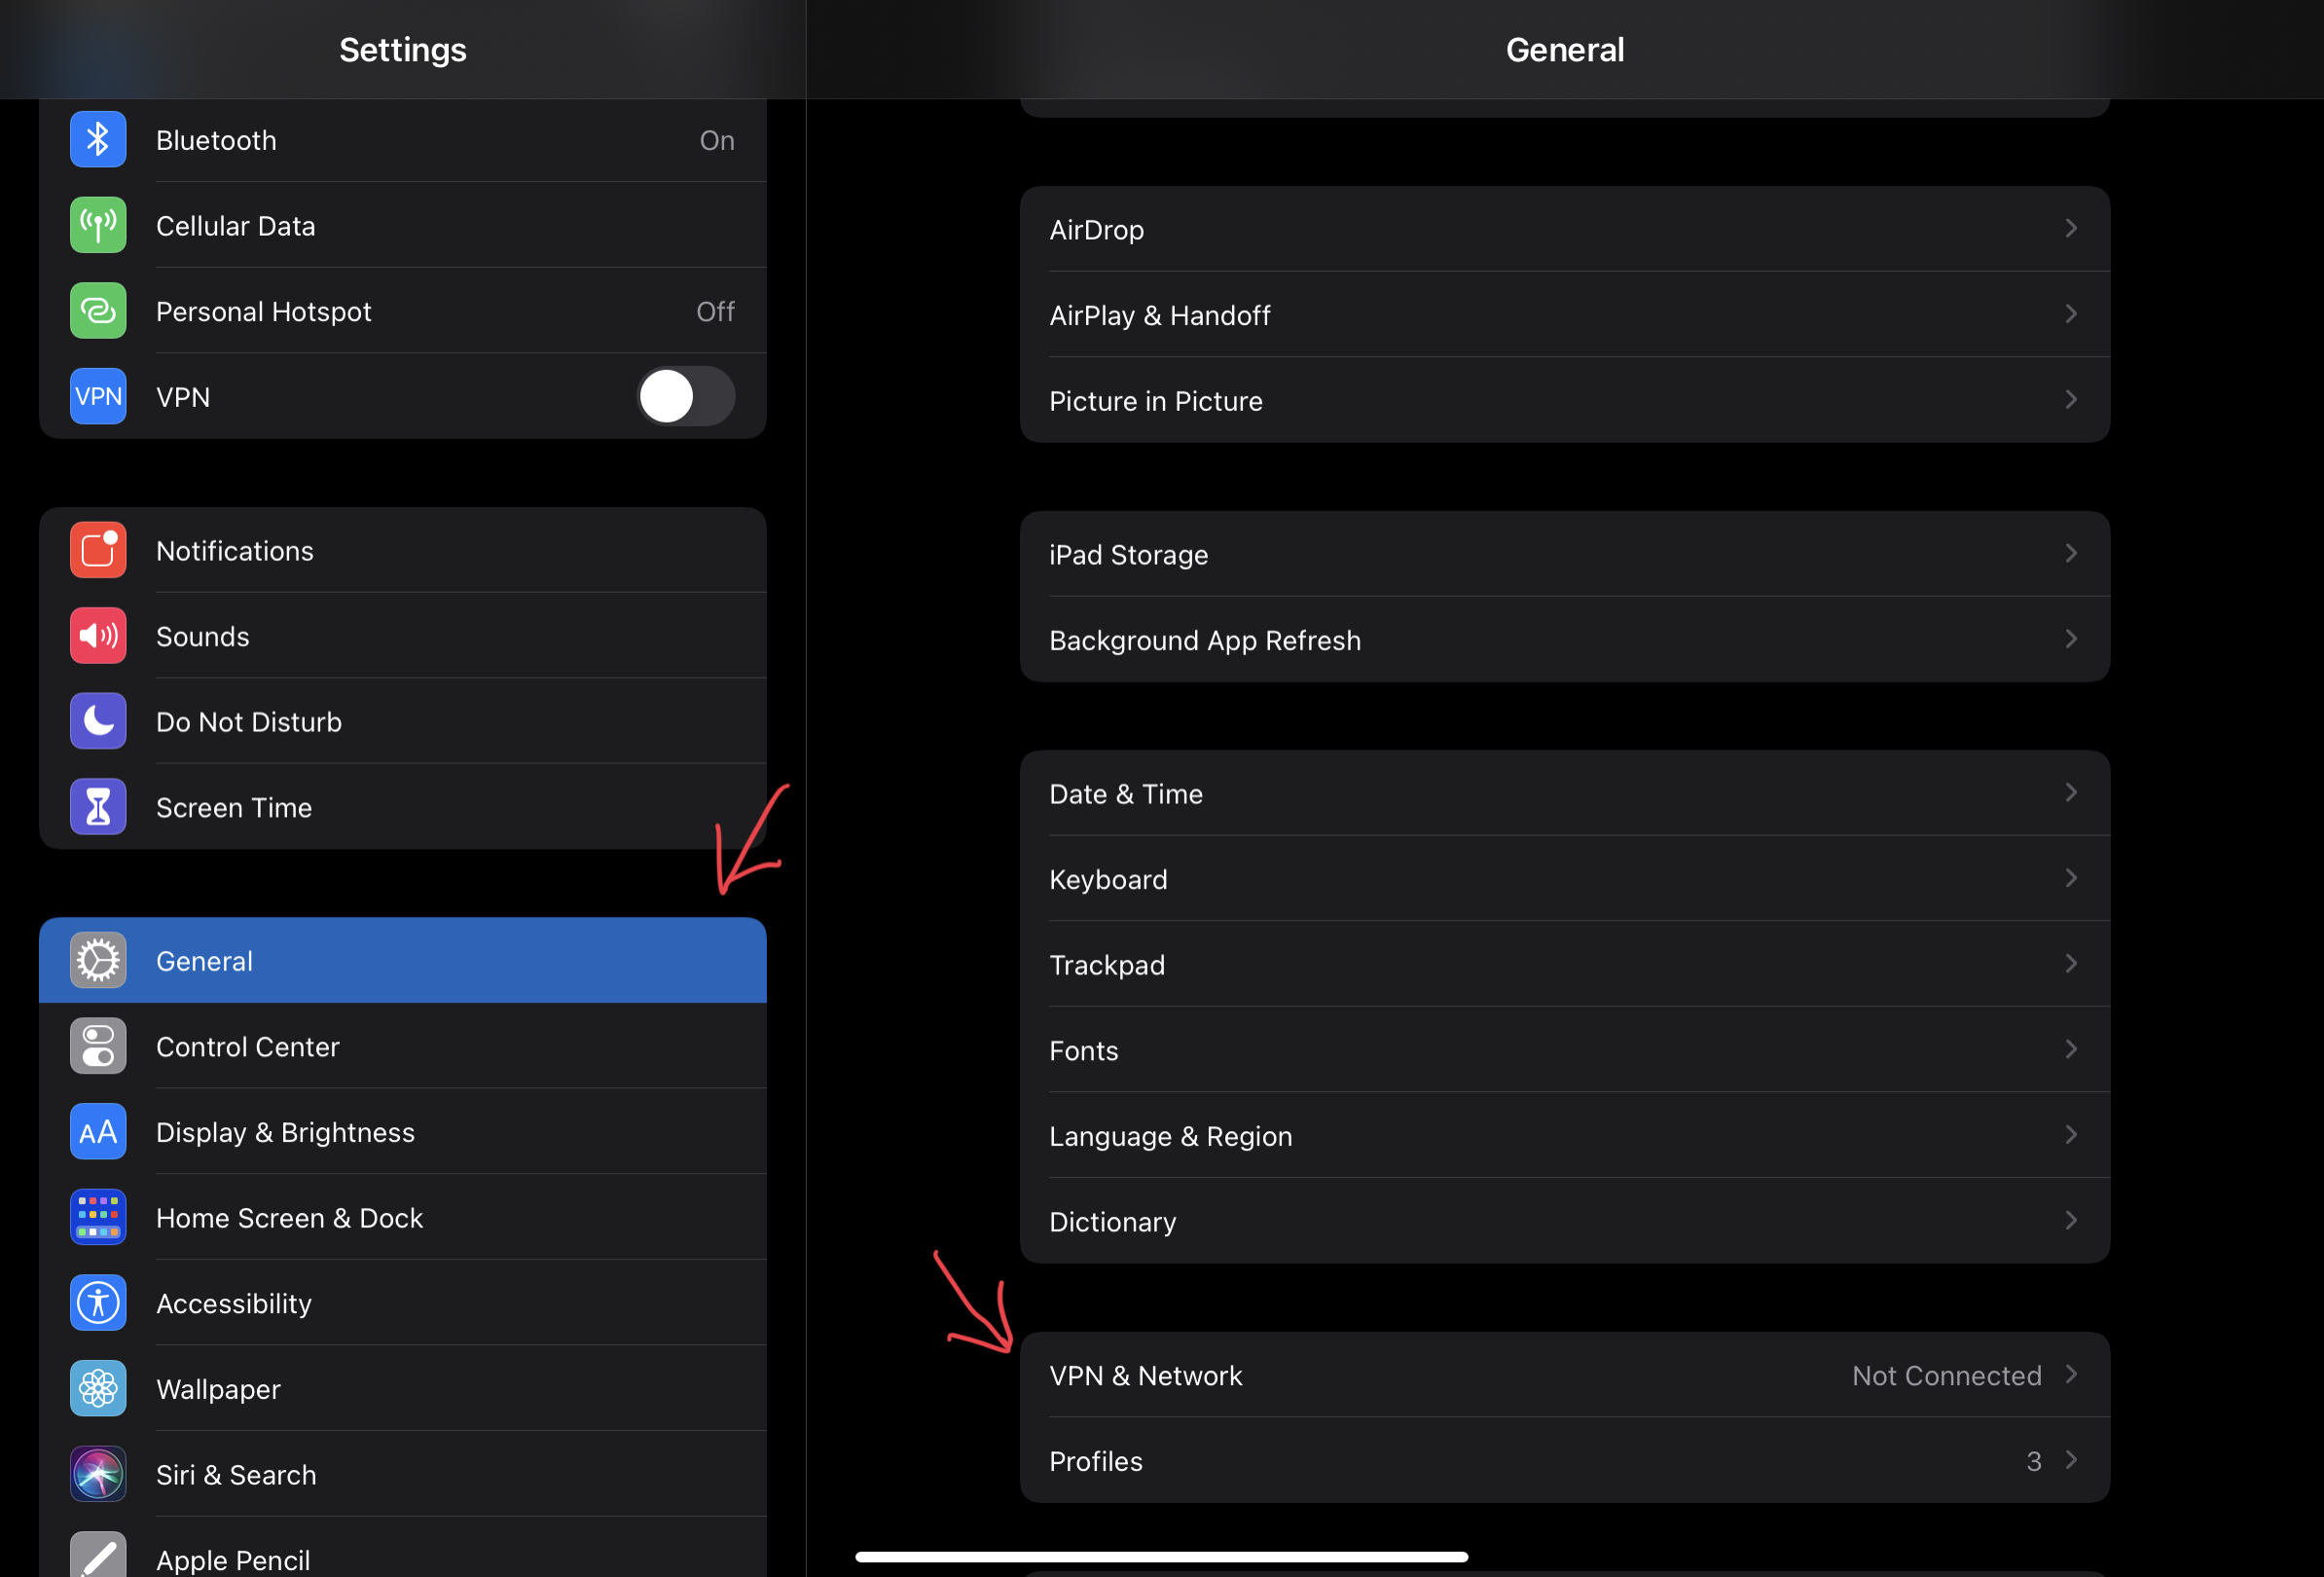 Settings
Bluetooth On
Cellular Data
Personal Hotspot Off
VPN VPN
Notifications
Sounds
Do Not Disturb
Screen Time
General
Control Center
AA Display & Brightness
Home Screen & Dock
Accessibility
Wallpaper
Siri & Search
Apple Pencil
General
AirDrop
AirPlay & Handoff
Picture in Picture
iPad Storage
Background App Refresh
Date & Time
Keyboard
Trackpad
Fonts
Language & Region
Dictionary
VPN & Network Not Connected
Profiles 3